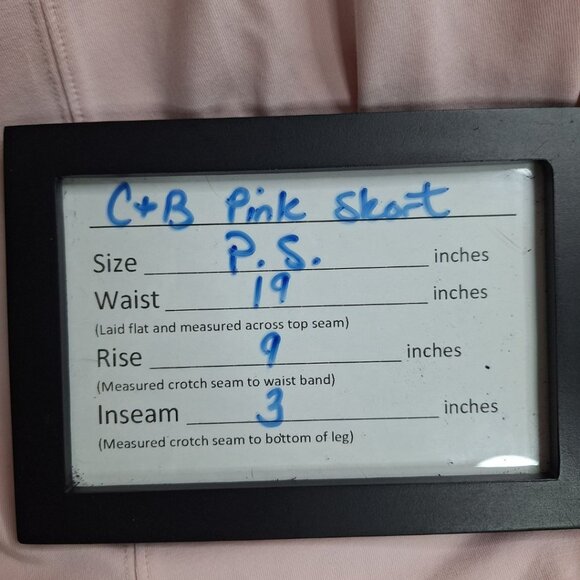 C+B Pink Skort
Size P.S. inches
Waist 19 inches
(Laid flat and measured across top seam)
Rise 9 inches
(Measured crotch seam to waist band)
Inseam 3 inches
(Measured crotch seam to bottom of leg)